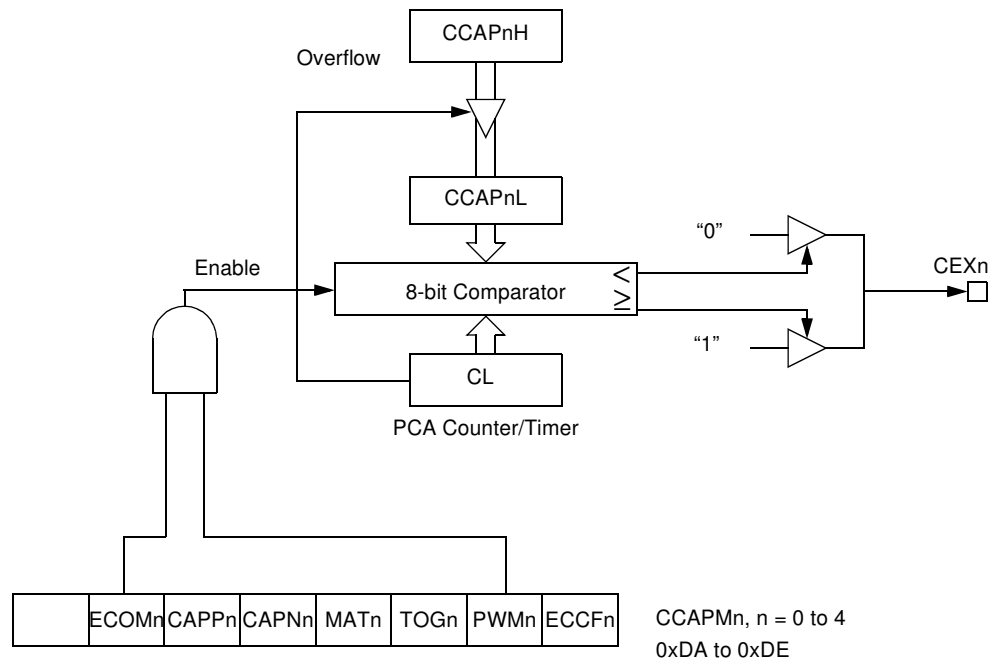 CCAPnH
Overflow
CCAPnL
“0”
Enable
<
8-bit Comparator
≥
CEXn
“1”
CL
PCA Counter/Timer
ECOMn CAPPn CAPNn MATn TOGn PWMn ECCFn
CCAPMn, n = 0 to 4
0xDA to 0xDE